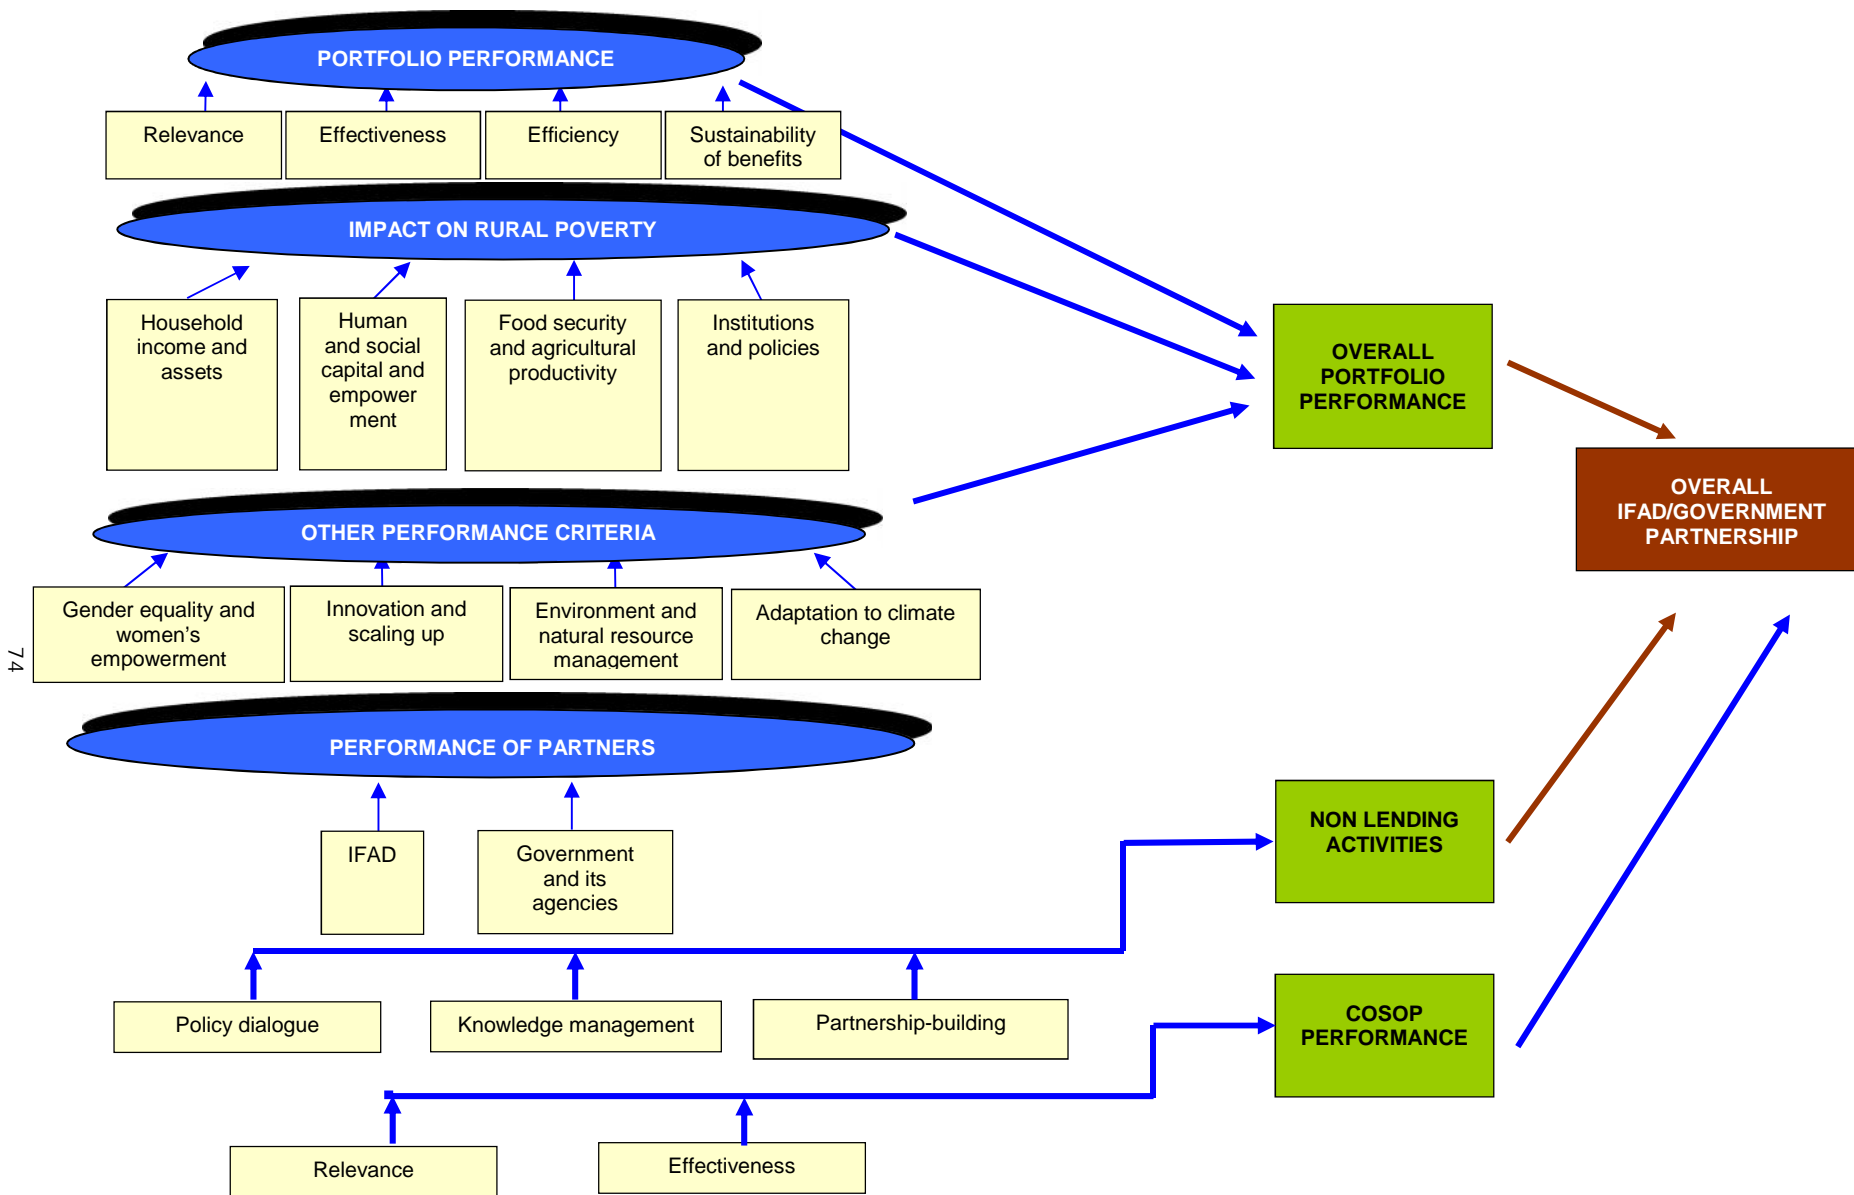 PORTFOLIO PERFORMANCE
Relevance
Effectiveness
Efficiency
Sustainability
of benefits
IMPACT ON RURAL POVERTY
Household
income and
assets
Human
and social
capital and
empower
ment
Food security
and agricultural
productivity
Institutions
and policies
OVERALL
PORTFOLIO
PERFORMANCE
OVERALL
IFAD/GOVERNMENT
PARTNERSHIP
OTHER PERFORMANCE CRITERIA
Gender equality and
women’s
empowerment
Innovation and
scaling up
Environment and
natural resource
management
Adaptation to climate
change
74
PERFORMANCE OF PARTNERS
IFAD
Government
and its
agencies
NON LENDING
ACTIVITIES
Policy dialogue
Knowledge management
Partnership-building
COSOP
PERFORMANCE
Relevance
Effectiveness